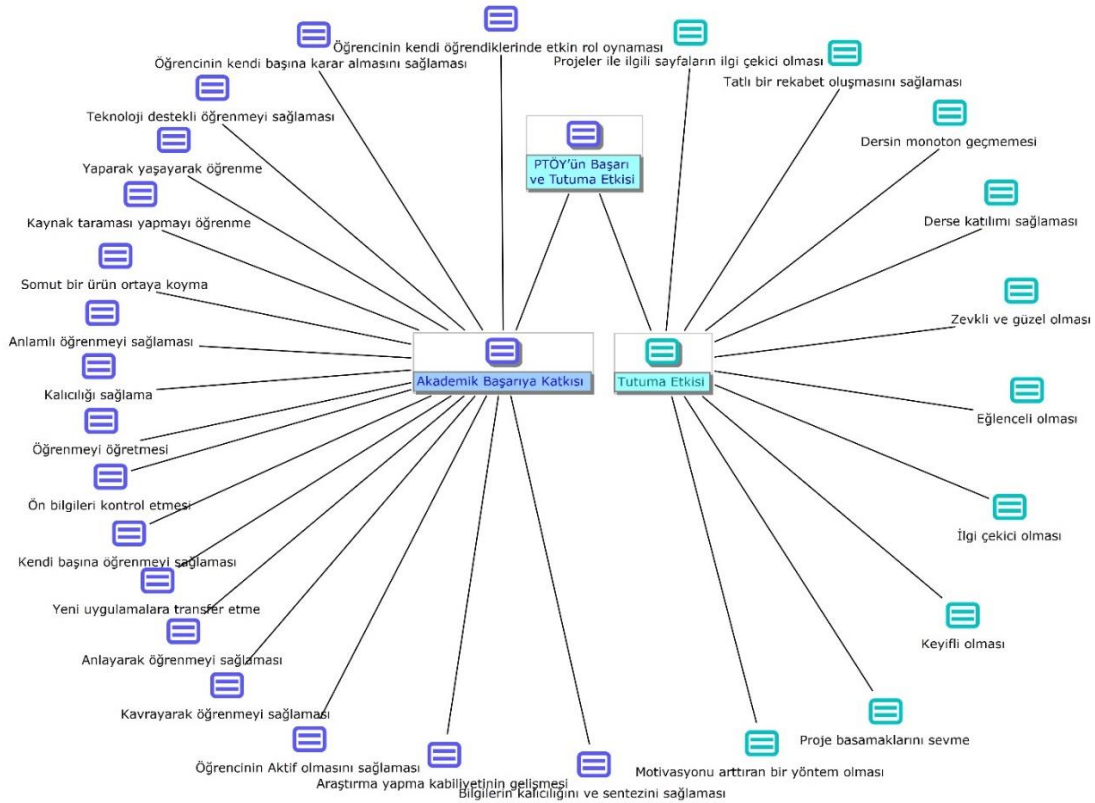 Öğrencinin kendi öğrendiklerinde etkin rol oynaması
Öğrencinin kendi başına karar almasını sağlaması
Projeler ile ilgili sayfaların ilgi çekici olması
Tatlı bir rekabet oluşmasını sağlaması
Teknoloji destekli öğrenmeyi sağlaması
Dersin monoton geçmemesi
Yaparak yaşayarak öğrenme
PTÖY'ün Başarı
ve Tutuma Etkisi
Kaynak taraması yapmayı öğrenme
Derse katılımı sağlaması
Somut bir ürün ortaya koyma
Zevkli ve güzel olması
Anlamlı öğrenmeyi sağlaması
Akademik Başarıya Katkısı
Tutuma Etkisi
Kalıcılığı sağlama
Eğlenceli olması
Öğrenmeyi öğretmesi
Ön bilgileri kontrol etmesi
İlgi çekici olması
Kendi başına öğrenmeyi sağlaması
Yeni uygulamalara transfer etme
Keyifli olması
Anlayarak öğrenmeyi sağlaması
Kavrayarak öğrenmeyi sağlaması
Proje basamaklarını sevme
Öğrencinin Aktif olmasını sağlaması
Motivasyonu arttıran bir yöntem olması
Araştırma yapma kabiliyetinin gelişmesi
Bilgilerin kalıcılığını ve sentezini sağlaması